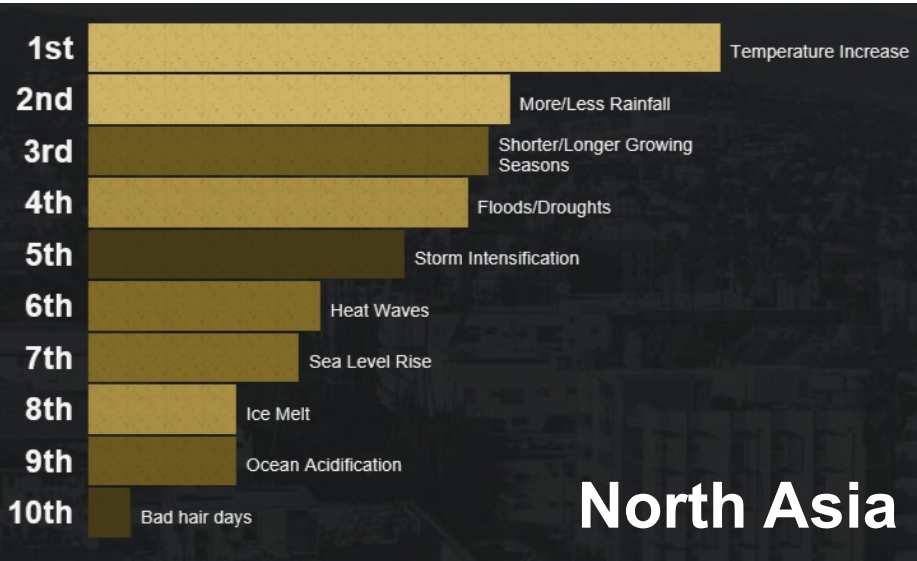 1st
Temperature Increase
2nd
More/Less Rainfall
3rd
Shorter/Longer Growing
Seasons
4th
Floods/Droughts
5th
Storm Intensification
6th
Heat Waves
7th
Sea Level Rise
8th
Ice Melt
9th
Ocean Acidification
10th
Bad hair days
North Asia